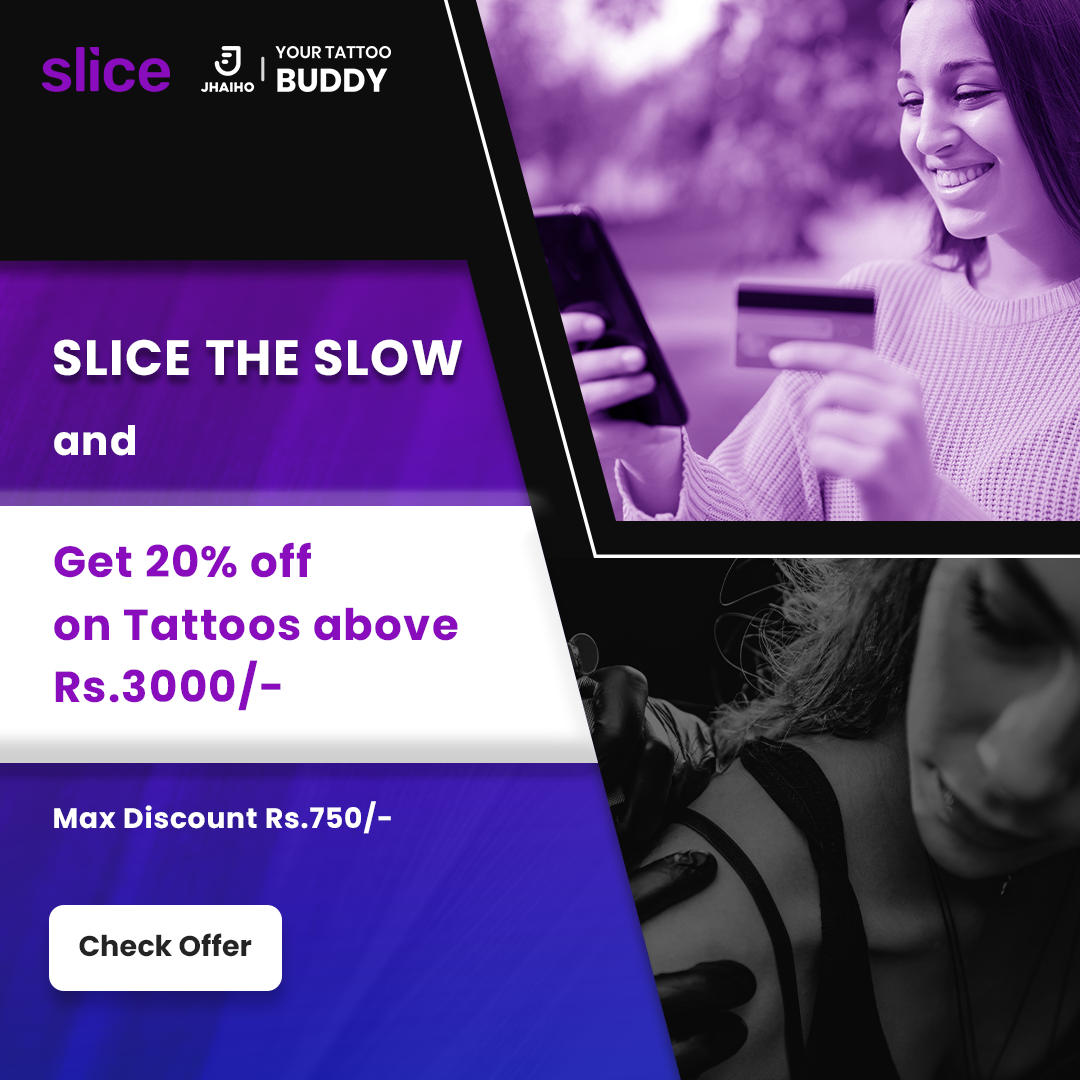 slice
JHAIHO
YOUR TATTOO
BUDDY
SLICE THE SLOW
and
Get 20% off
on Tattoos above
Rs.3000/-
Max Discount Rs.750/-
Check Offer